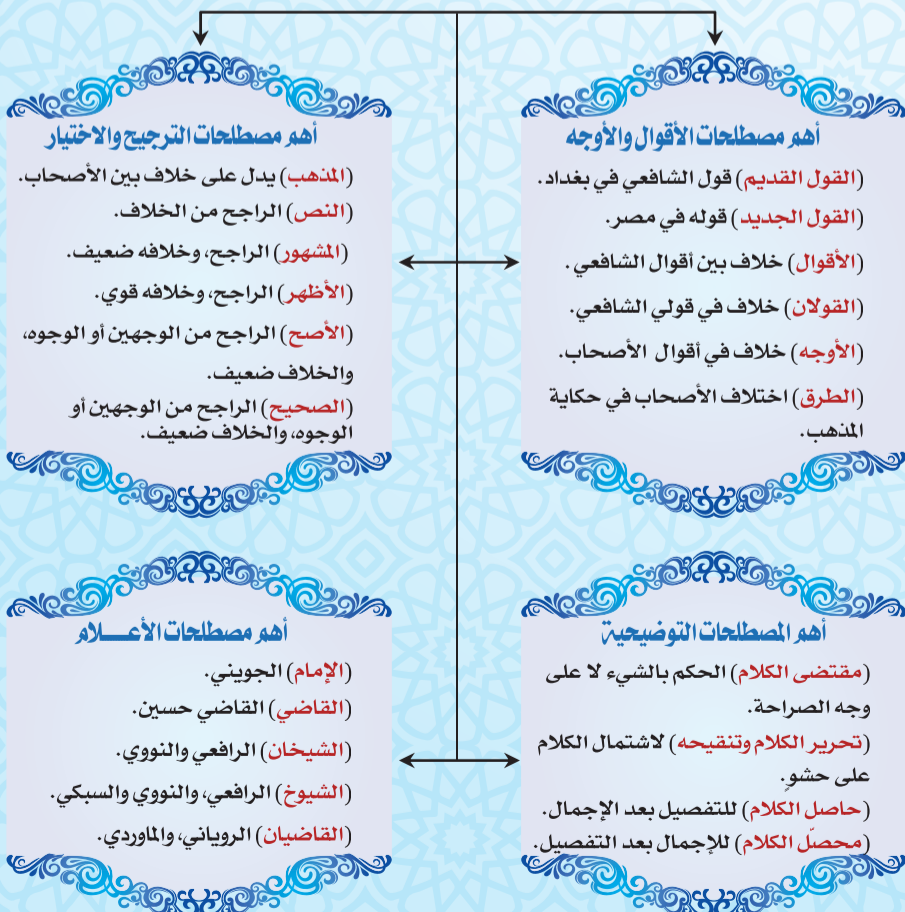 أهم مصطلحات الأقوال والأوجه
(القول القديم) قول الشافعي في بغداد.
(القول الجديد) قوله في مصر.
(الأقوال) خلاف بين أقوال الشافعي.
(القولان) خلاف في قولي الشافعي.
(الأوجه) خلاف في أقوال الأصحاب.
(الطرق) اختلاف الأصحاب في حكاية
المذهب.
أهم مصطلحات الترجيح والاختيار
(المذهب) يدل على خلاف بين الأصحاب.
(النص) الراجح من الخلاف.
(المشهور) الراجح، وخلافه ضعيف.
(الأظهر) الراجح، وخلافه قوي.
(الأصح) الراجح من الوجهين أو الوجوه،
والخلاف ضعيف.
(الصحيح) الراجح من الوجهين أو
الوجوه، والخلاف ضعيف.
أهم المصطلحات التوضيحية
(مقتضى الكلام) الحكم بالشيء لا على
وجه الصراحة.
(تحرير الكلام وتنقيحه) لاشتمال الكلام
على حشوٍ.
(حاصل الكلام) للتفصيل بعد الإجمال.
(محصّل الكلام) للإجمال بعد التفصيل.
أهم مصطلحات الأعـــلام
(الإمام) الجويني.
(القاضي) القاضي حسين.
(الشيخان) الرافعي والنووي.
(الشيوخ) الرافعي، والنووي والسبكي.
(القاضيان) الروياني، والماوردي.